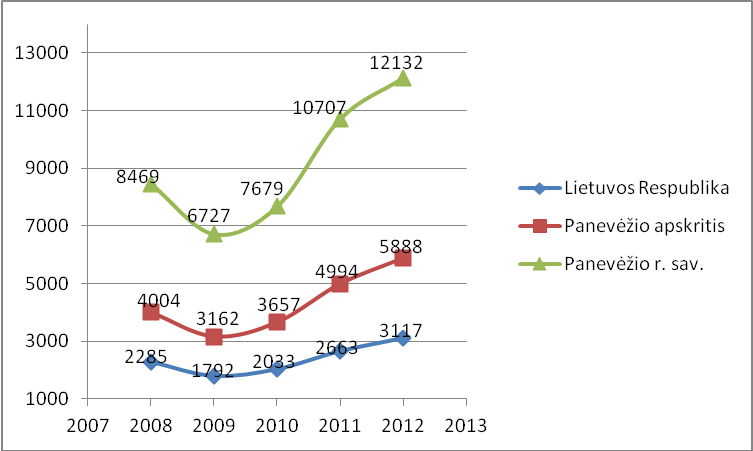 13000
11000
9000
7000
5000
3000
1000
2007 2008 2009 2010 2011 2012 2013
8469 6727 7679 10707 12132
4004 3162 3657 4994 5888
2285 1792 2033 2663 3117
Lietuvos Respublika
Panevėžio apskritis
Panevėžio r. sav.